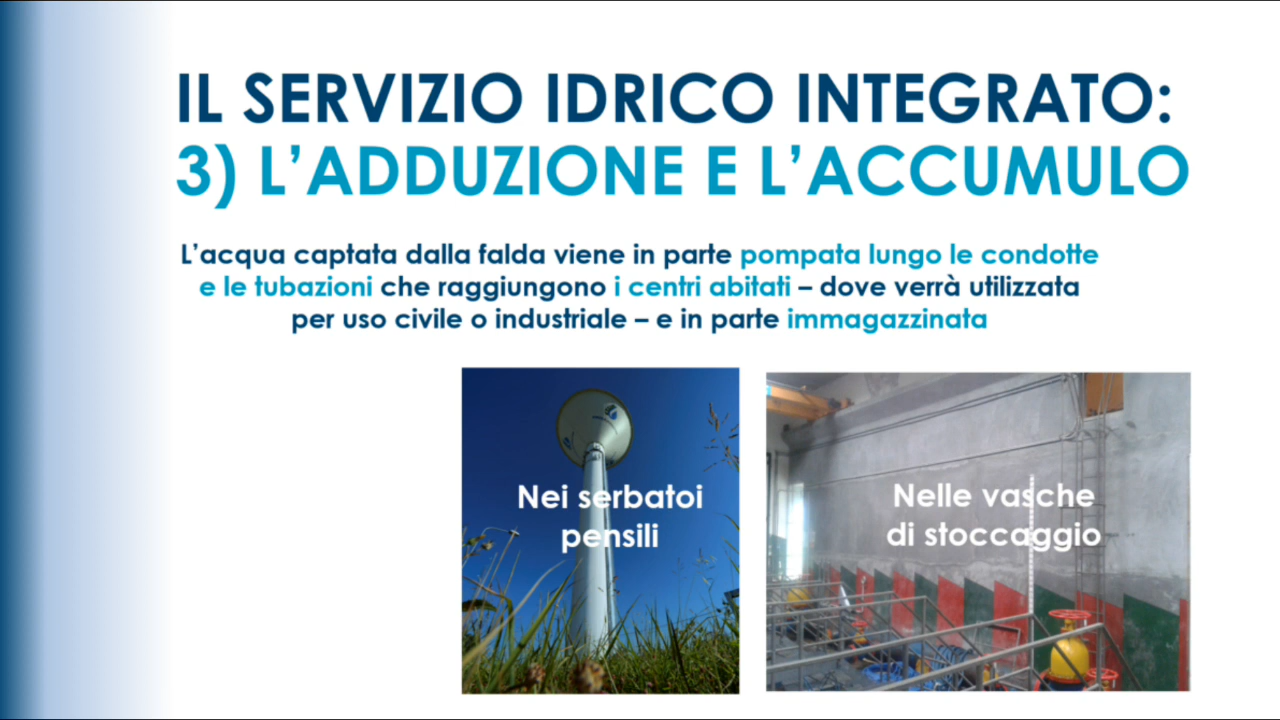 IL SERVIZIO IDRICO INTEGRATO:
3) L’ADDUZIONE E L’ACCUMULO
L’acqua captata dalla falda viene in parte pompata lungo le condotte
e le tubazioni che raggiungono i centri abitati – dove verrà utilizzata
per uso civile o industriale – e in parte immagazzinata
Nei serbatoi
pensili
Nelle vasche
di stoccaggio